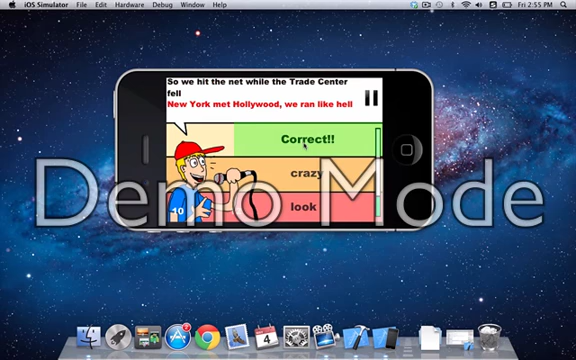 iOS Simulator File Edit Hardware Debug Window Help
Fri 2:55 PM
So we hit the net while the Trade Center
fell
New York met Hollywood, we ran like hell
Correct!!
crazy
look
10
Demo Mode
4